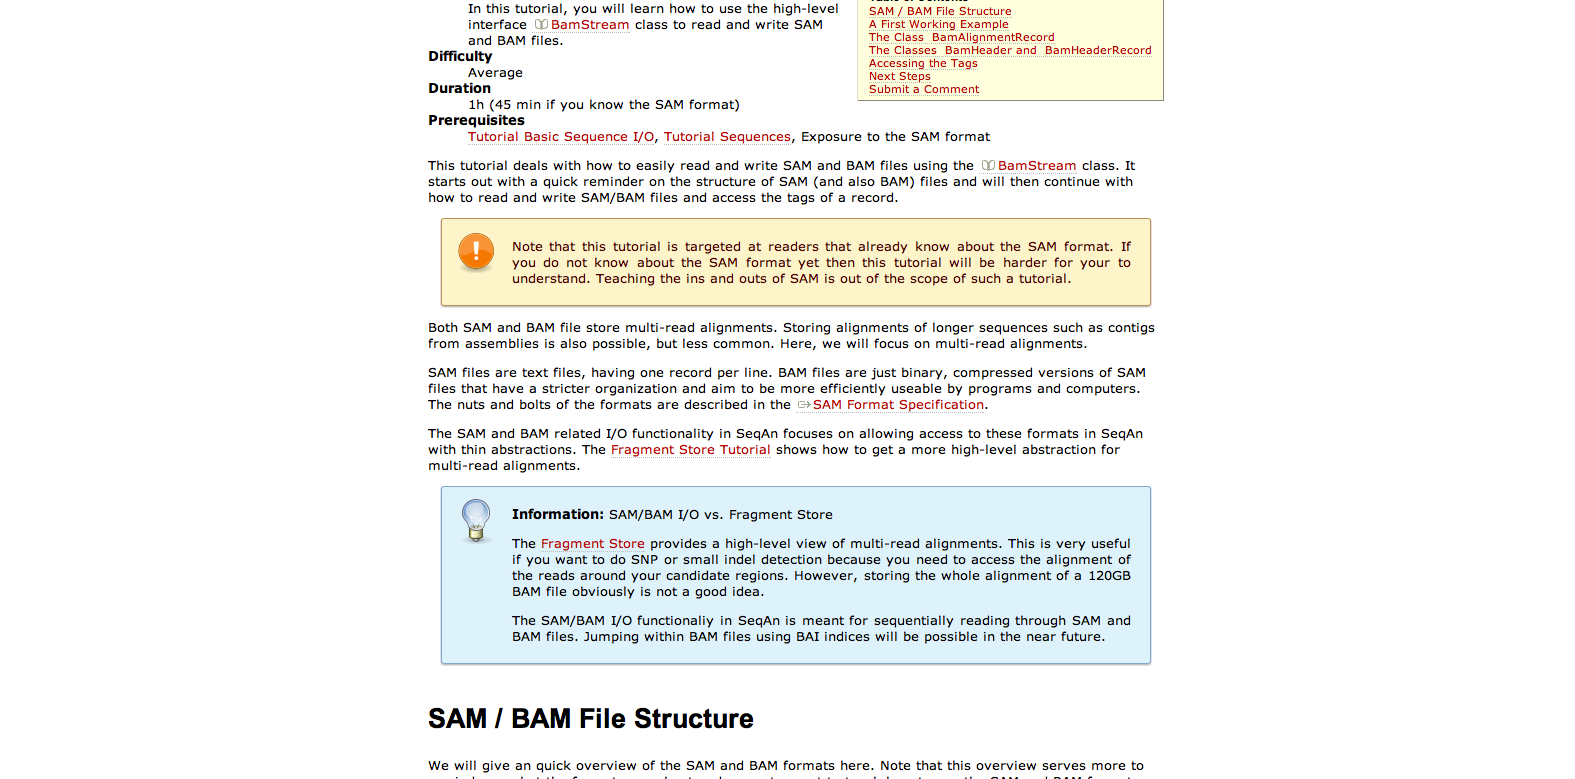 In this tutorial, you will learn how to use the high-level
interface BamStream class to read and write SAM
and BAM files.
Difficulty
Average
Duration
1h (45 min if you know the SAM format)
Prerequisites
Tutorial Basic Sequence I/O, Tutorial Sequences, Exposure to the SAM format
SAM / BAM File Structure
A First Working Example
The Class BamAlignmentRecord
The Classes BamHeader and BamHeaderRecord
Accessing the Tags
Next Steps
Submit a Comment
This tutorial deals with how to easily read and write SAM and BAM files using the BamStream class. It
starts out with a quick reminder on the structure of SAM (and also BAM) files and will then continue with
how to read and write SAM/BAM files and access the tags of a record.
Note that this tutorial is targeted at readers that already know about the SAM format. If
you do not know about the SAM format yet then this tutorial will be harder for your to
understand. Teaching the ins and outs of SAM is out of the scope of such a tutorial.
Both SAM and BAM file store multi-read alignments. Storing alignments of longer sequences such as contigs
from assemblies is also possible, but less common. Here, we will focus on multi-read alignments.
SAM files are text files, having one record per line. BAM files are just binary, compressed versions of SAM
files that have a stricter organization and aim to be more efficiently useable by programs and computers.
The nuts and bolts of the formats are described in the SAM Format Specification.
The SAM and BAM related I/O functionality in SeqAn focuses on allowing access to these formats in SeqAn
with thin abstractions. The Fragment Store Tutorial shows how to get a more high-level abstraction for
multi-read alignments.
Information: SAM/BAM I/O vs. Fragment Store
The Fragment Store provides a high-level view of multi-read alignments. This is very useful
if you want to do SNP or small indel detection because you need to access the alignment of
the reads around your candidate regions. However, storing the whole alignment of a 120GB
BAM file obviously is not a good idea.
The SAM/BAM I/O functionaliy in SeqAn is meant for sequentially reading through SAM and
BAM files. Jumping within BAM files using BAI indices will be possible in the near future.
SAM / BAM File Structure
We will give an quick overview of the SAM and BAM formats here. Note that this overview serves more to